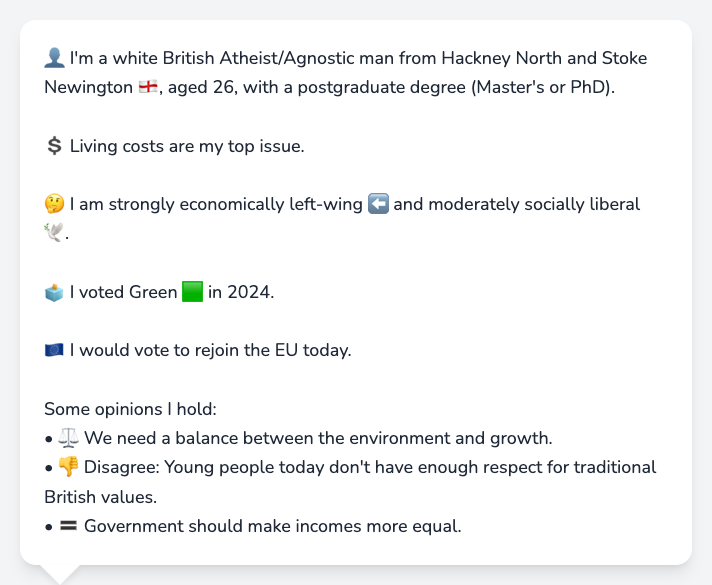 👤 I'm a white British Atheist/Agnostic man from Hackney North and Stoke
Newington 🏴󠁧󠁢󠁥󠁮󠁧󠁿, aged 26, with a postgraduate degree (Master's or PhD).
💲 Living costs are my top issue.
🤔 I am strongly economically left-wing ⬅️ and moderately socially liberal
🕊️.
🗳️ I voted Green 🟩 in 2024.
🇪🇺 I would vote to rejoin the EU today.
Some opinions I hold:
• ⚖️ We need a balance between the environment and growth.
• 👎 Disagree: Young people today don't have enough respect for traditional
British values.
• 🟰 Government should make incomes more equal.